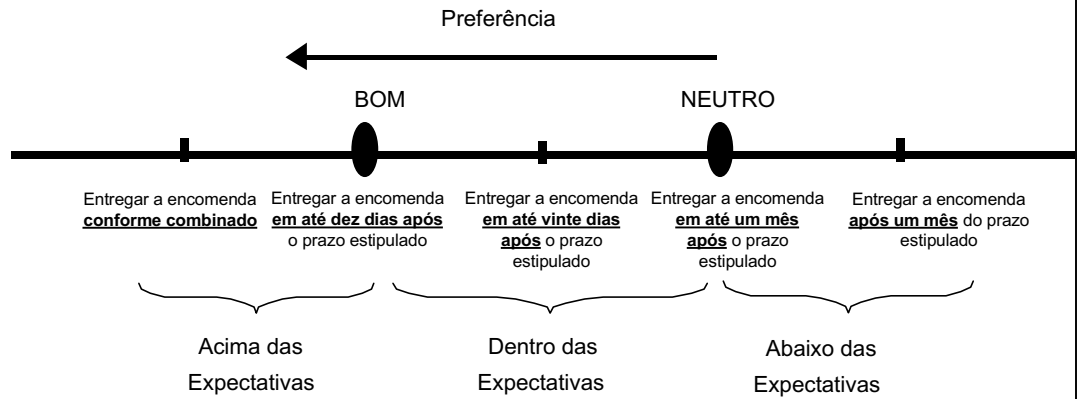 Preferência
BOM
NEUTRO
Entregar a encomenda
conforme combinado
Entregar a encomenda
em até dez dias após
o prazo estipulado
Entregar a encomenda
em até vinte dias
após o prazo
estipulado
Entregar a encomenda
em até um mês
após o prazo
estipulado
Entregar a encomenda
após um mês do prazo
estipulado
Acima das
Expectativas
Dentro das
Expectativas
Abaixo das
Expectativas